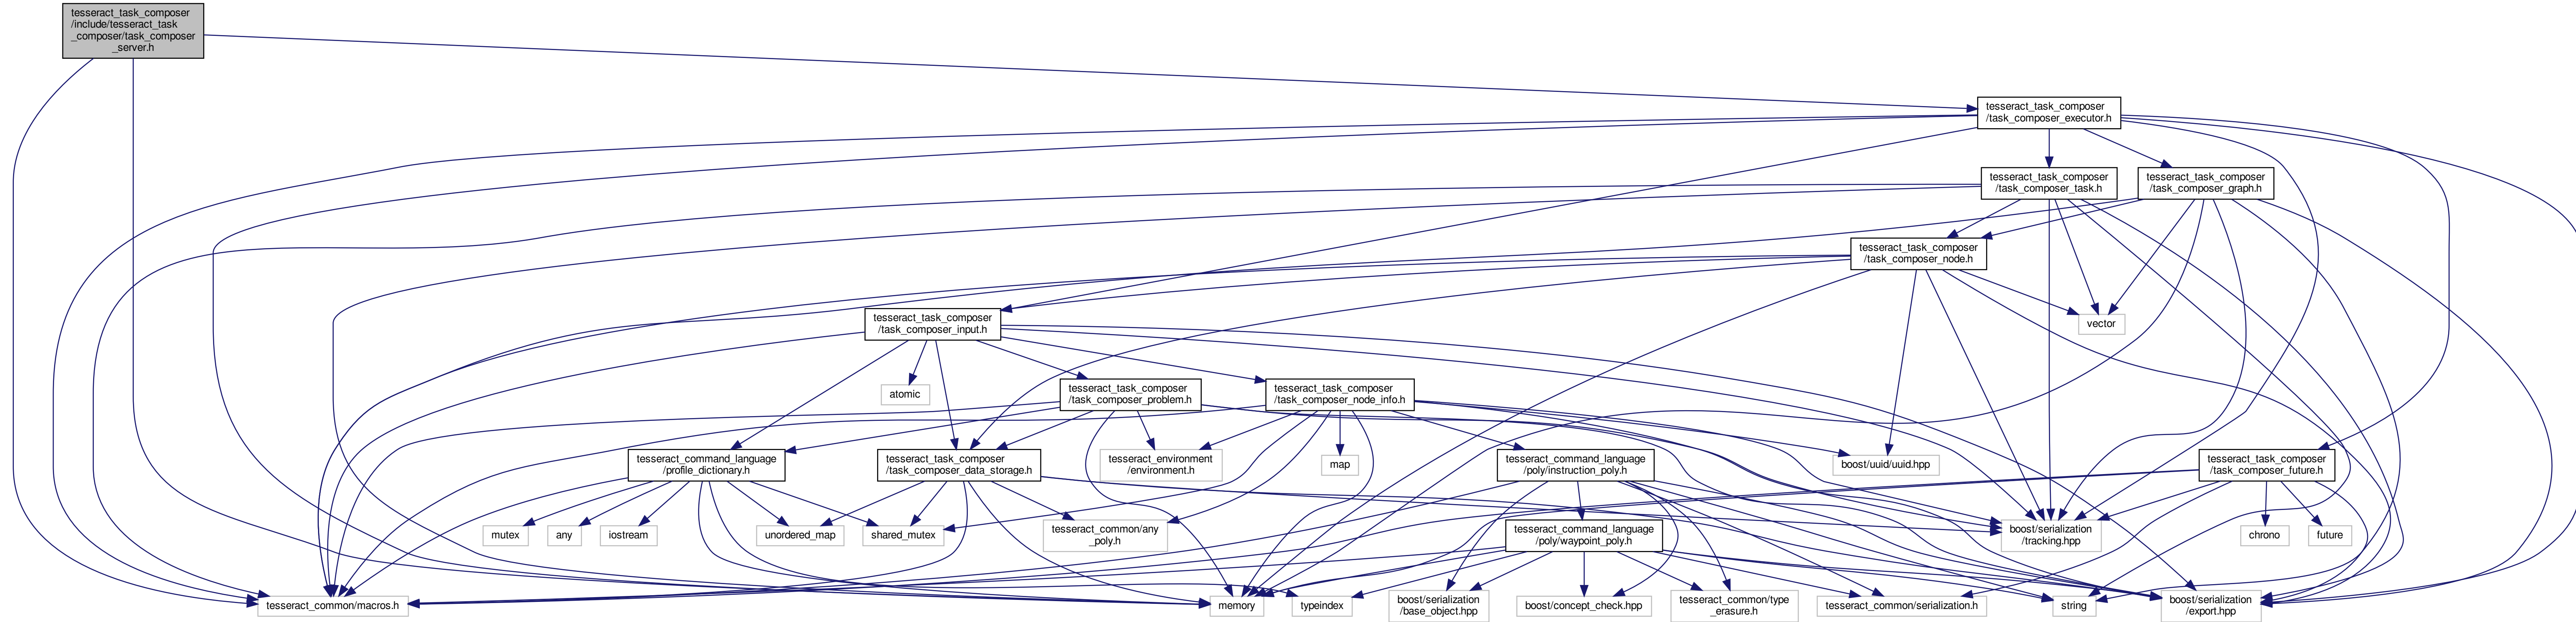 tesseract_task_composer
/include/tesseract_task
_composer/task_composer
_server.h
tesseract_task_composer
/task_composer_executor.h
tesseract_task_composer
/task_composer_task.h
tesseract_task_composer
/task_composer_graph.h
tesseract_task_composer
/task_composer_node.h
tesseract_task_composer
/task_composer_input.h
vector
atomic
tesseract_task_composer
/task_composer_problem.h
tesseract_task_composer
/task_composer_node_info.h
tesseract_command_language
/profile_dictionary.h
tesseract_task_composer
/task_composer_data_storage.h
tesseract_environment
/environment.h
map
tesseract_command_language
/poly/instruction_poly.h
boost/uuid/uuid.hpp
tesseract_task_composer
/task_composer_future.h
mutex
any
iostream
unordered_map
shared_mutex
tesseract_common/any
_poly.h
tesseract_command_language
/poly/waypoint_poly.h
boost/serialization
/tracking.hpp
chrono
future
tesseract_common/macros.h
memory
typeindex
boost/serialization
/base_object.hpp
boost/concept_check.hpp
tesseract_common/type
_erasure.h
tesseract_common/serialization.h
string
boost/serialization
/export.hpp